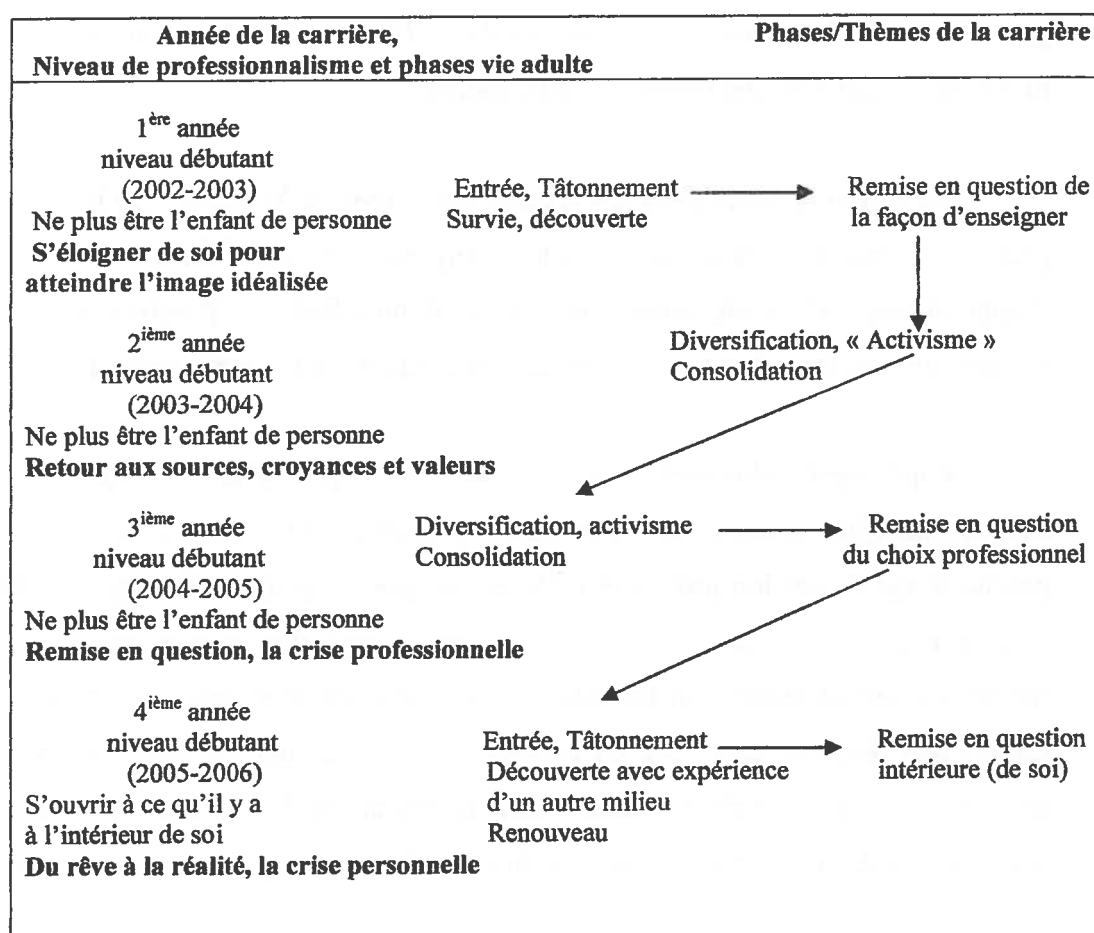 Année de la carrière,
Niveau de professionnalisme et phases vie adulte
Phases/Thèmes de la carrière
1ère année
niveau débutant
(2002-2003)
Ne plus être l'enfant de personne
S'éloigner de soi pour
atteindre l'image idéalisée
Entrée, Tâtonnement
Survie, découverte
Remise en question de
la façon d'enseigner
2ième année
niveau débutant
(2003-2004)
Ne plus être l'enfant de personne
Retour aux sources, croyances et valeurs
Diversification, « Activisme »
Consolidation
3ième année
niveau débutant
(2004-2005)
Ne plus être l'enfant de personne
Remise en question, la crise professionnelle
Diversification, activisme
Consolidation
Remise en question
du choix professionnel
4ième année
niveau débutant
(2005-2006)
S'ouvrir à ce qu'il y a
à l'intérieur de soi
Du rêve à la réalité, la crise personnelle
Entrée, Tâtonnement
Découverte avec expérience
d'un autre milieu
Renouveau
Remise en question
intérieure (de soi)